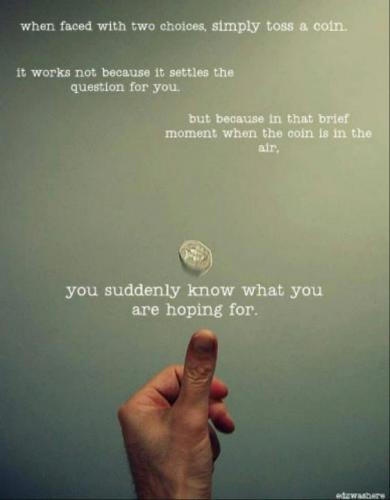 when faced with two choices, simply toss a coin.
it works not because it settles the
question for you.
but because in that brief
moment when the coin is in the
air,
you suddenly know what you
are hoping for.
edzwashere